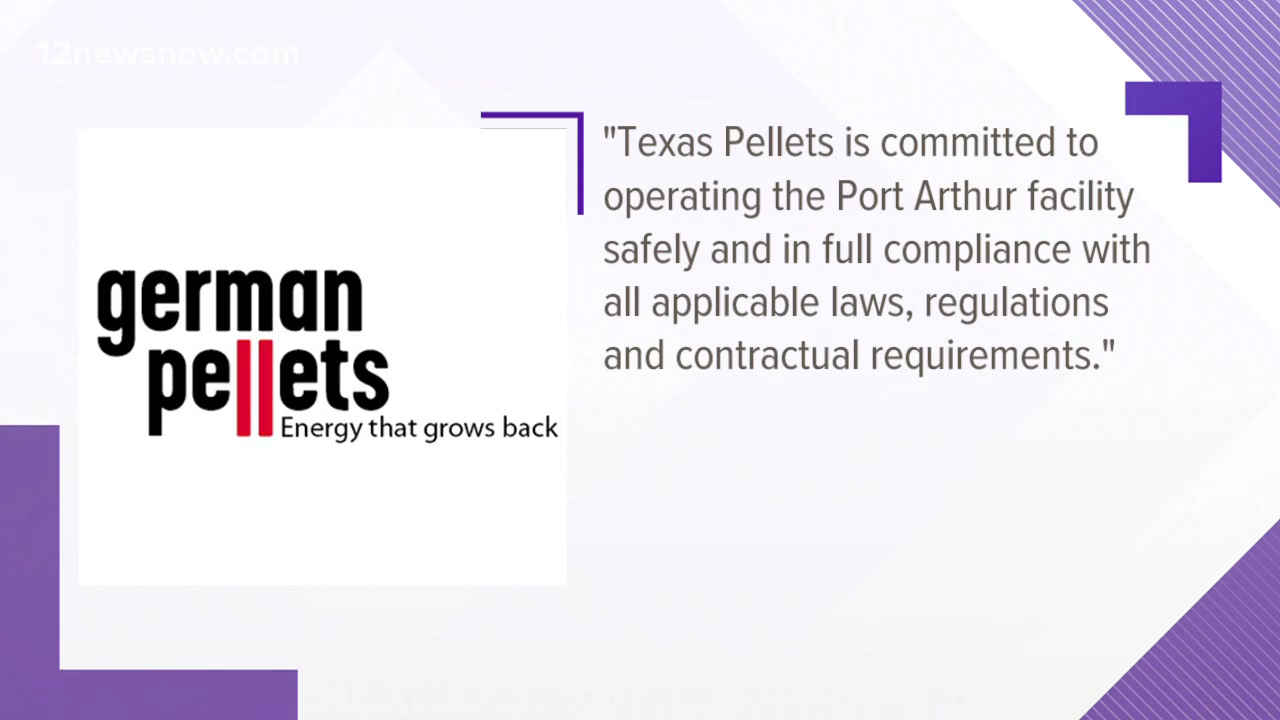 12newsnow.com
german
pellets
Energy that grows back
"Texas Pellets is committed to
operating the Port Arthur facility
safely and in full compliance with
all applicable laws, regulations
and contractual requirements."